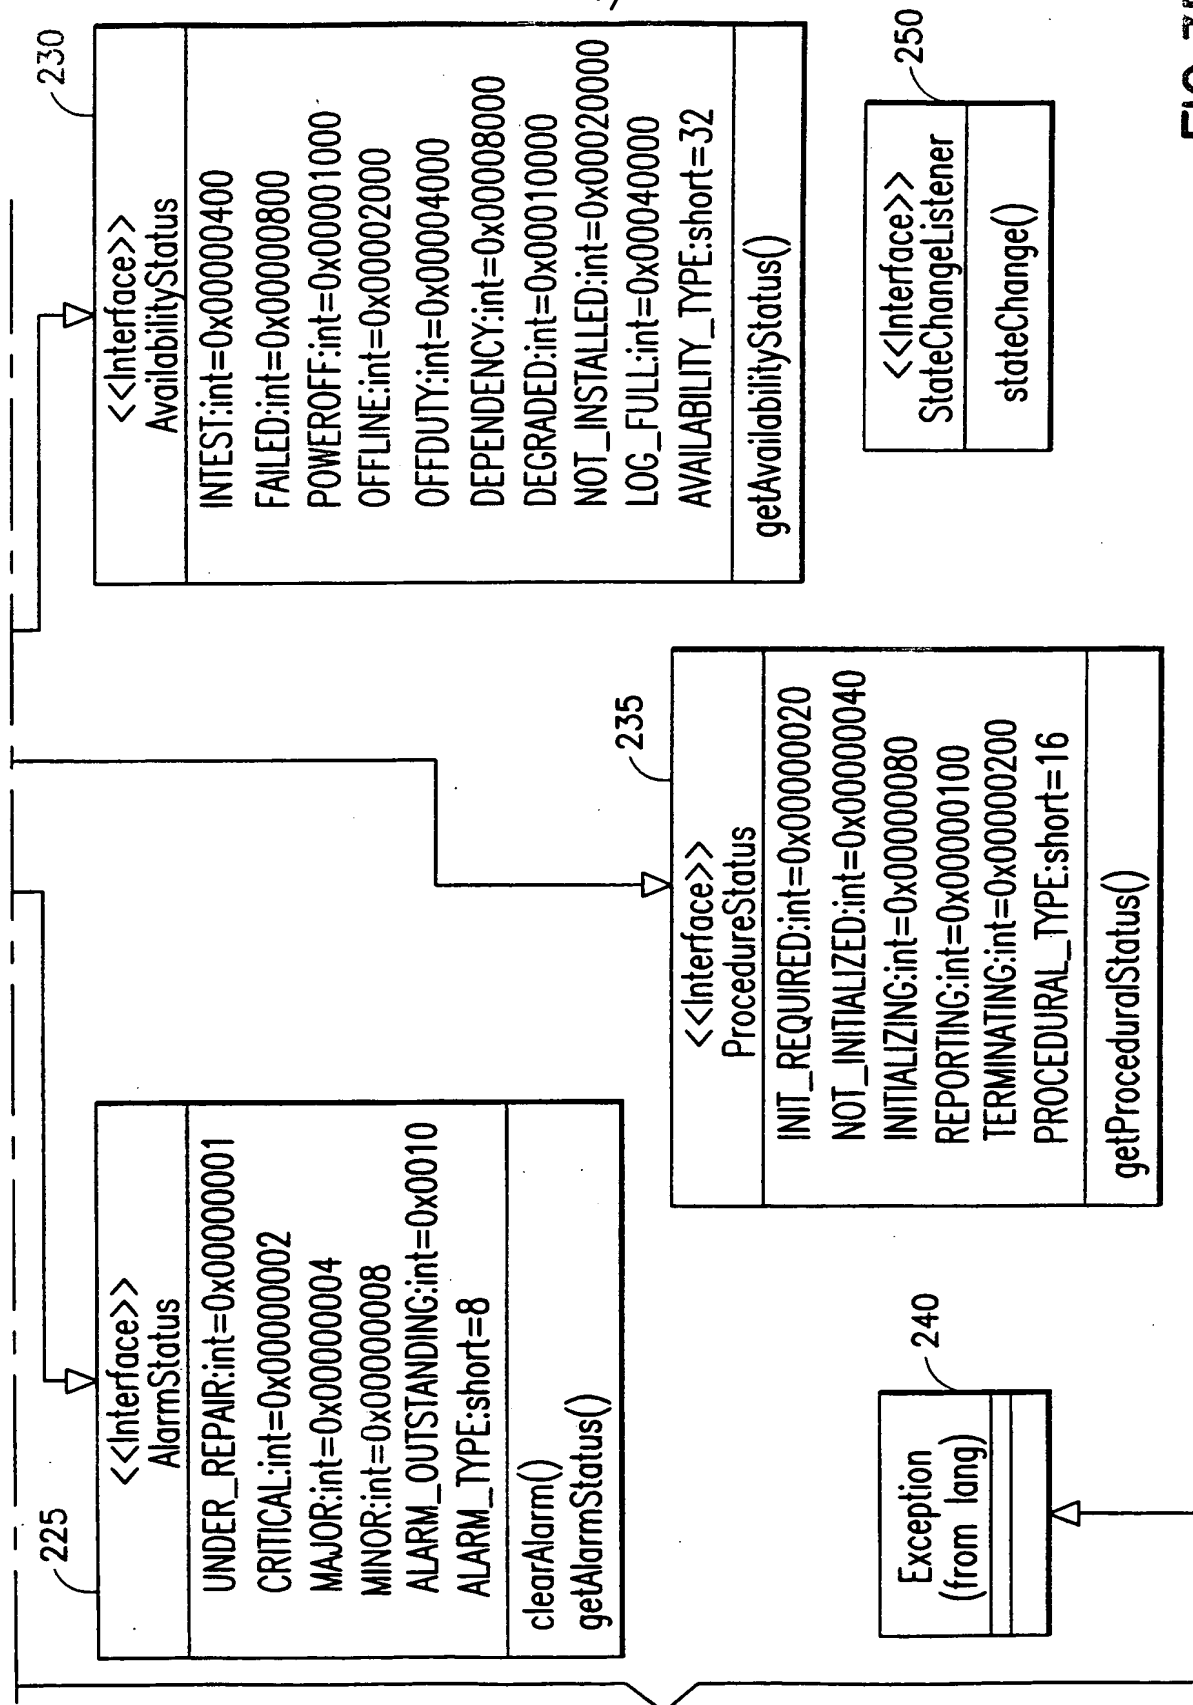 225
<<Interface>>
AlarmStatus
UNDER_REPAIR:int=0x00000001
CRITICAL:int=0x00000002
MAJOR:int=0x00000004
MINOR:int=0x00000008
ALARM_OUTSTANDING:int=0x0010
ALARM_TYPE:short=8
clearAlarm()
getAlarmStatus()
230
<<Interface>>
AvailabilityStatus
INTEST:int=0x00000400
FAILED:int=0x00000800
POWEROFF:int=0x00001000
OFFLINE:int=0x00002000
OFFDUTY:int=0x00004000
DEPENDENCY:int=0x00008000
DEGRADED:int=0x00010000
NOT_INSTALLED:int=0x00020000
LOG_FULL:int=0x00040000
AVAILABILITY_TYPE:short=32
getAvailabilityStatus()
235
<<Interface>>
ProcedureStatus
INIT_REQUIRED:int=0x00000020
NOT_INITIALIZED:int=0x00000040
INITIALIZING:int=0x00000080
REPORTING:int=0x00000100
TERMINATING:int=0x00000200
PROCEDURAL_TYPE:short=16
getProceduralStatus()
240
Exception
(from lang)
250
<<Interface>>
StateChangeListener
stateChange()